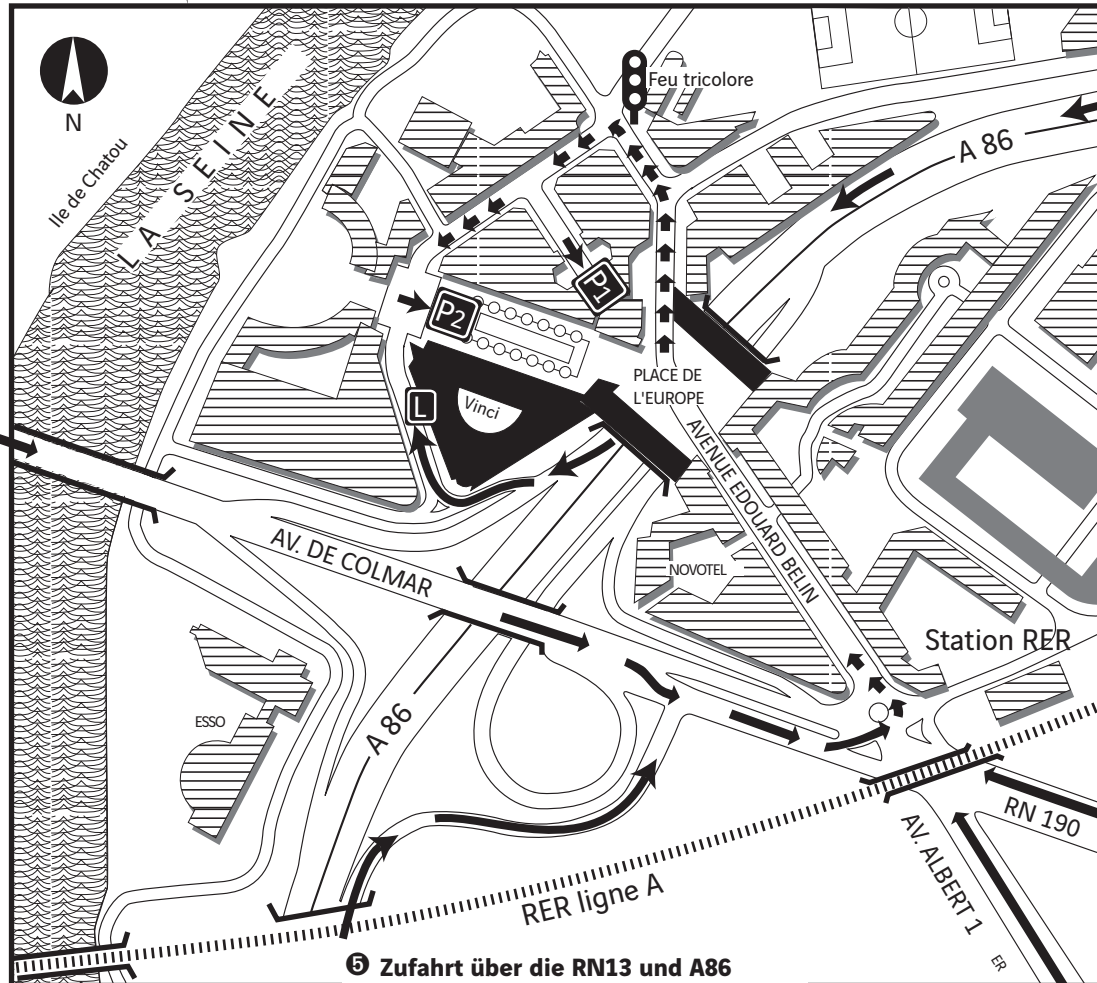 N
Ile de Chatou
LA SEINE
Feu tricolore
A 86
P1
P2
L
Vinci
PLACE DE
L'EUROPE
AVENUE EDOUARD BELIN
AV. DE COLMAR
NOVOTEL
Station RER
ESSO
A 86
RN 190
AV. ALBERT 1
ER
RER ligne A
❺ Zufahrt über die RN13 und A86